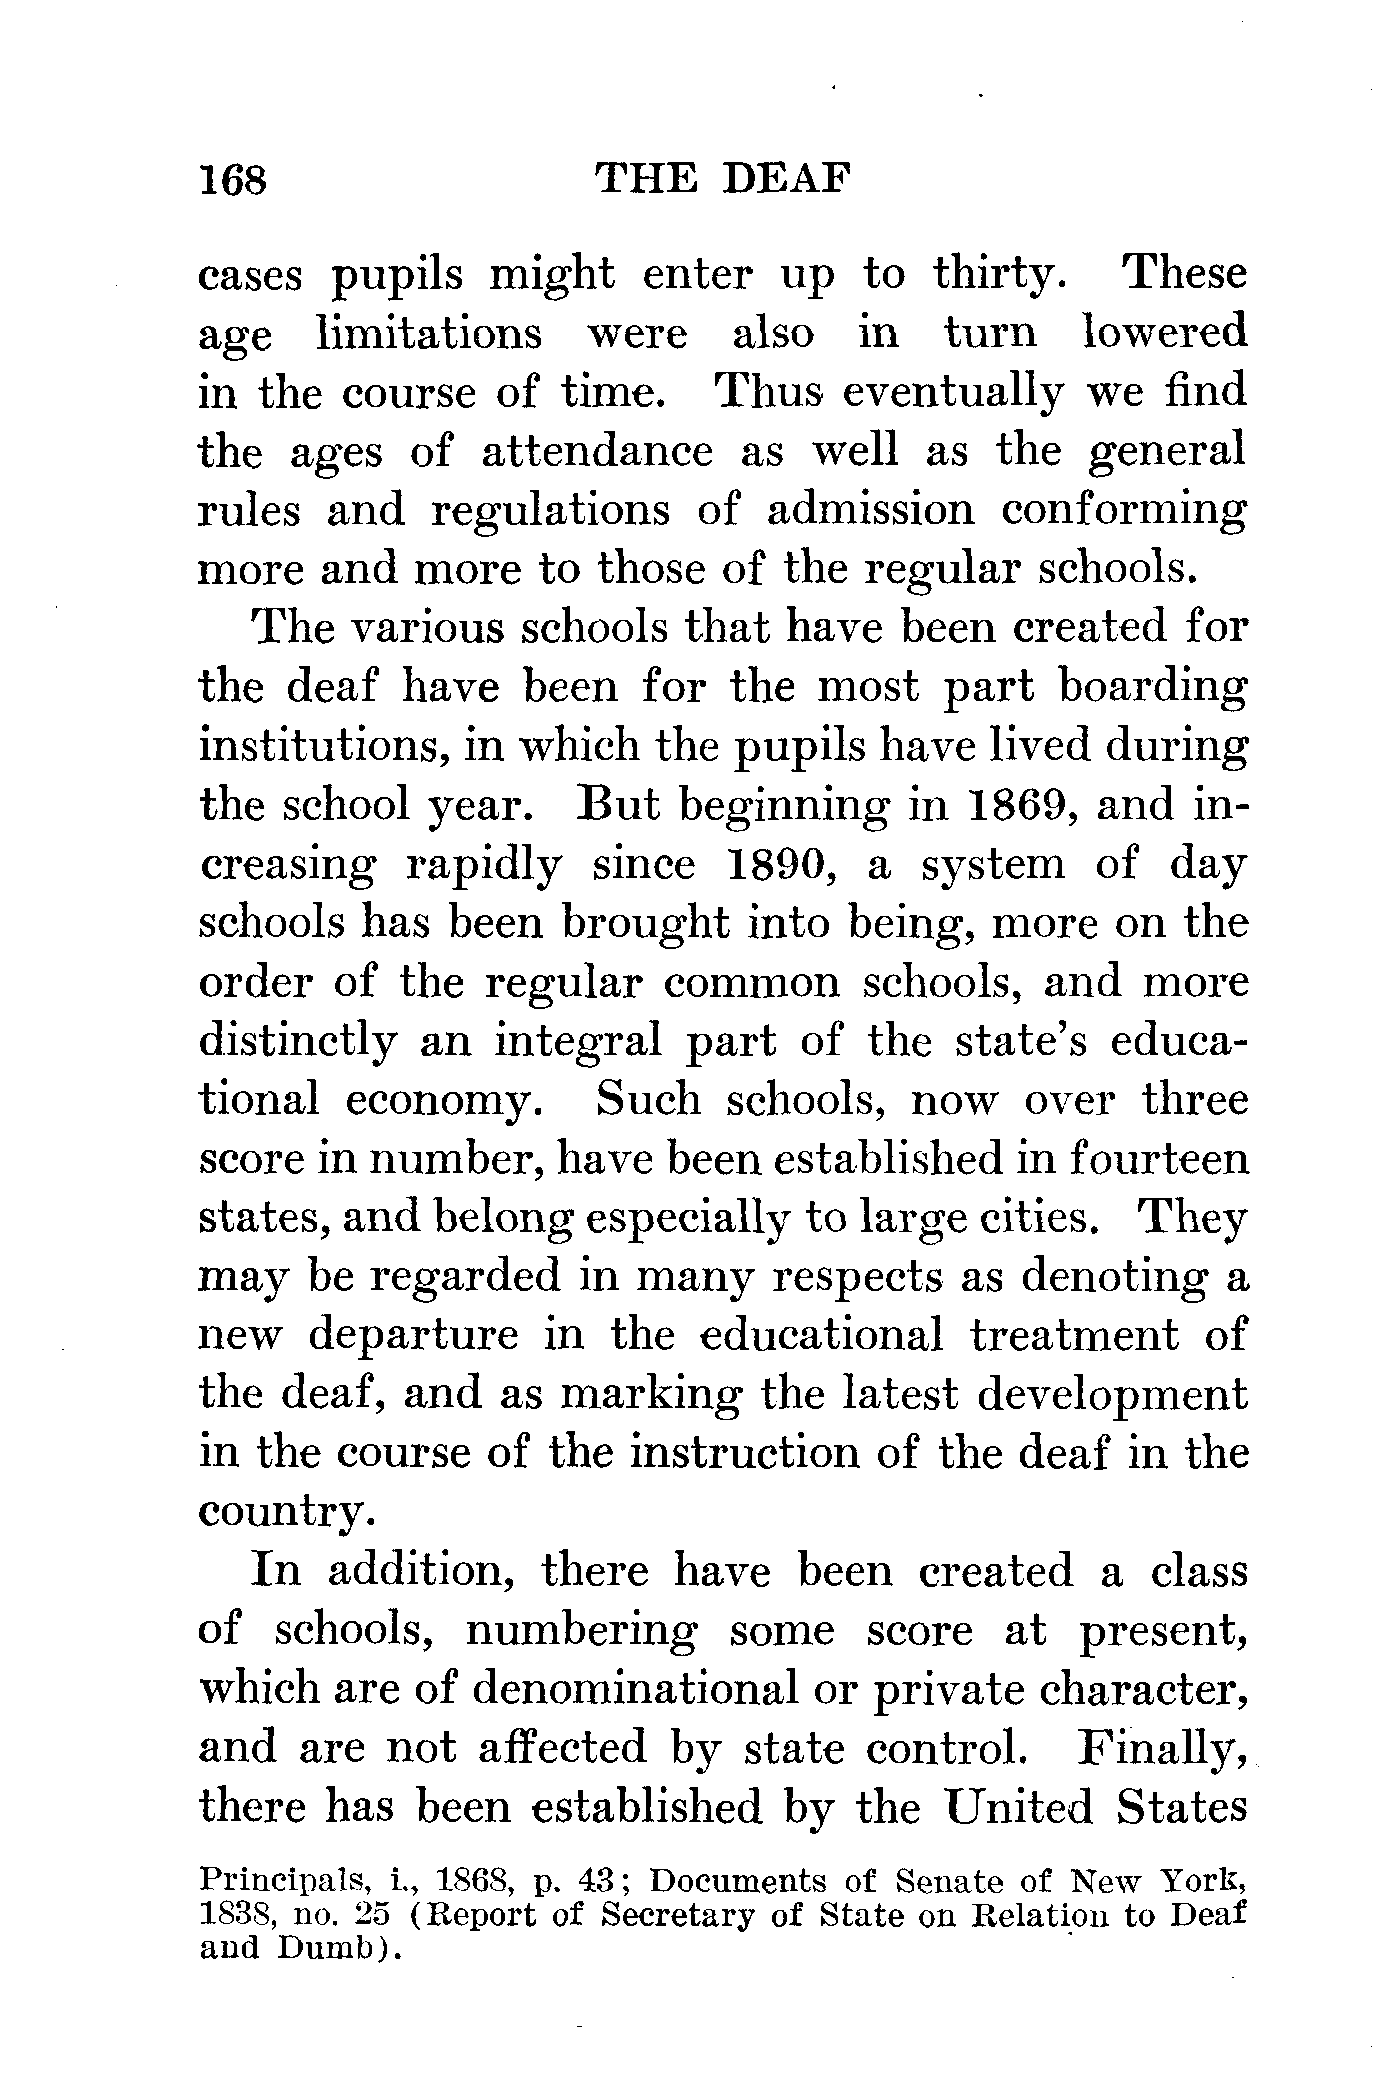 168 THE DEAF
cases pupils might enter up to thirty. These
age limitations were also in turn lowered
in the course of time. Thus eventually we find
the ages of attendance as well as the general
rules and regulations of admission conforming
more and more to those of the regular schools.
The various schools that have been created for
the deaf have been for the most part boarding
institutions, in which the pupils have lived during
the school year. But beginning in 1869, and in-
creasing rapidly since 1890, a system of day
schools has been brought into being, more on the
order of the regular common schools, and more
distinctly an integral part of the state's educa-
tional economy. Such schools, now over three
score in number, have been established in fourteen
states, and belong especially to large cities. They
may be regarded in many respects as denoting a
new departure in the educational treatment of
the deaf, and as marking the latest development
in the course of the instruction of the deaf in the
country.
In addition, there have been created a class
of schools, numbering some score at present,
which are of denominational or private character,
and are not affected by state control. Finally,
there has been established by the United States
Principals, i., 1868, p. 43; Documents of Senate of New York,
1838, no. 25 (Report of Secretary of State on Relation to Deaf
and Dumb).